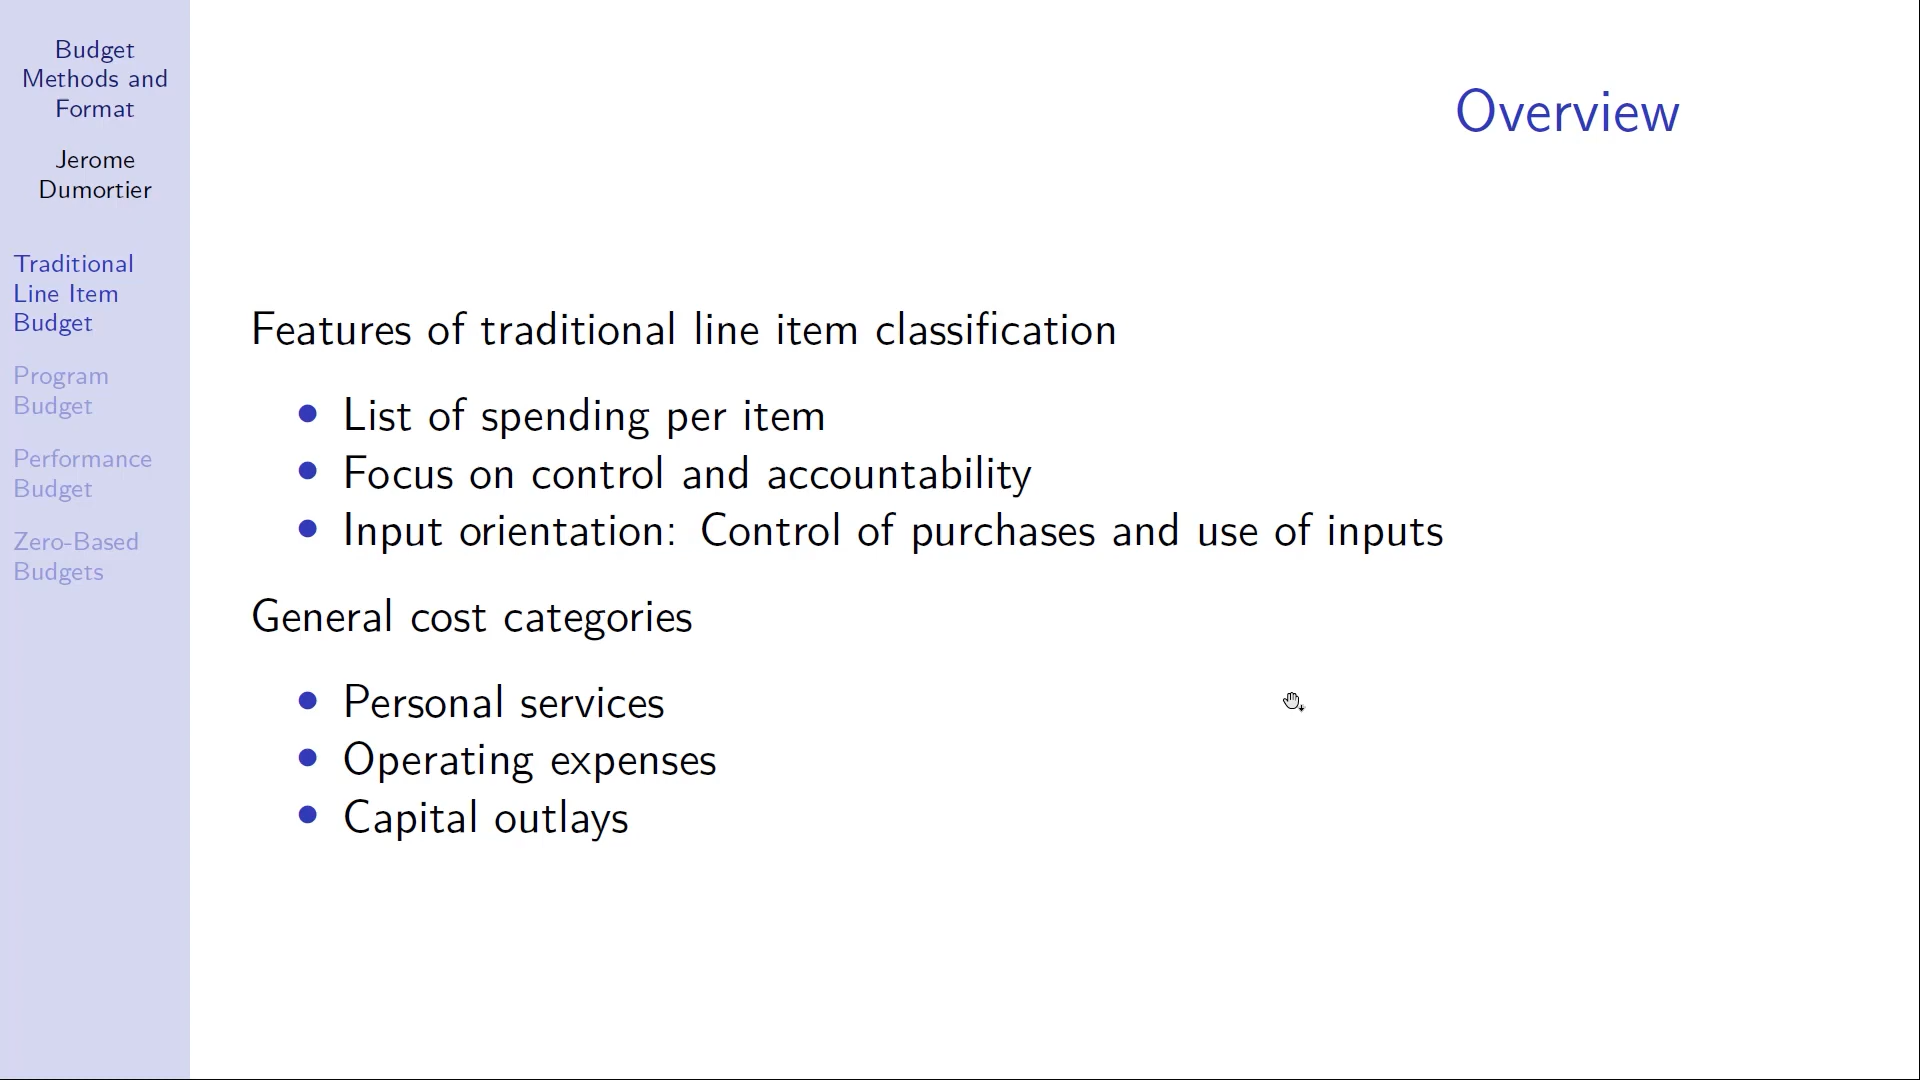 Budget
Methods and
Format
Jerome
Dumortier
Traditional
Line Item
Budget
Program
Budget
Performance
Budget
Zero-Based
Budgets
Overview
Features of traditional line item classification
• List of spending per item
• Focus on control and accountability
• Input orientation: Control of purchases and use of inputs
General cost categories
• Personal services
• Operating expenses
• Capital outlays